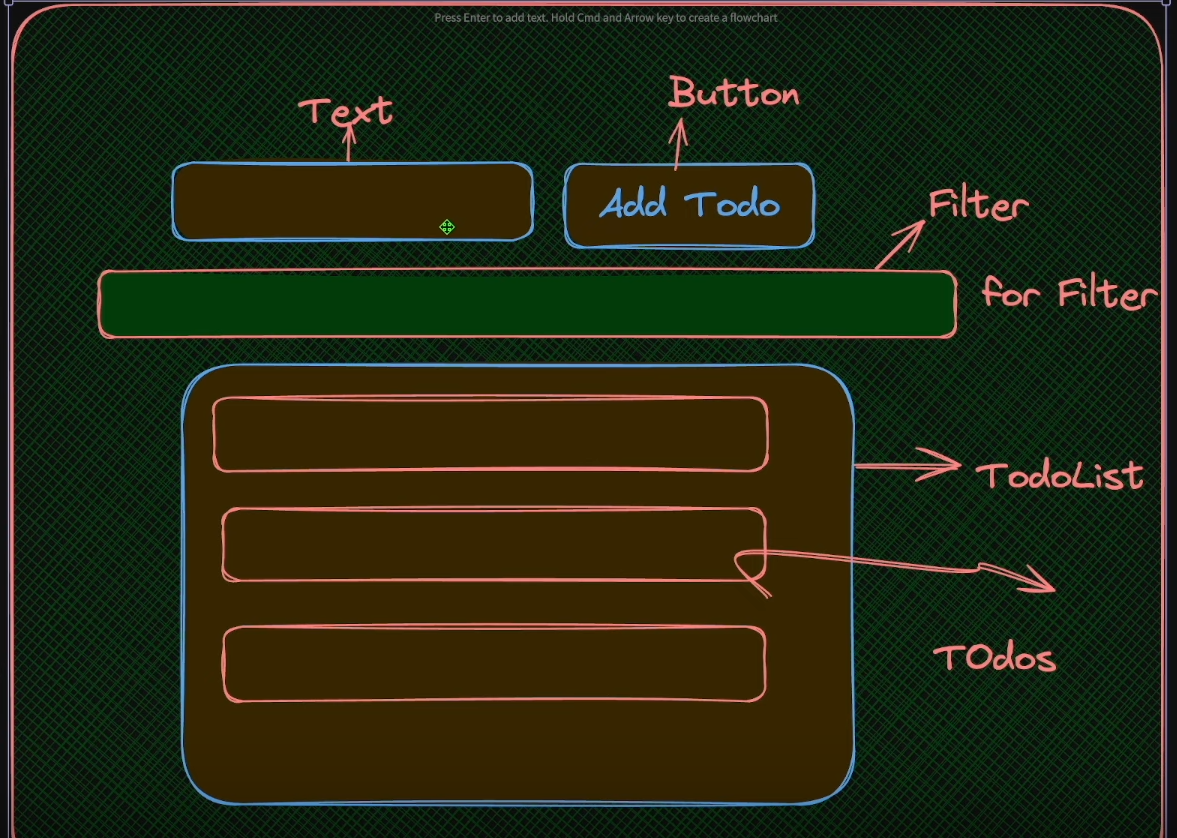 Press Enter to add text. Hold Cmd and Arrow key to create a flowchart
Button
Text
Add Todo
Filter
for Filter
TodoList
TOdos